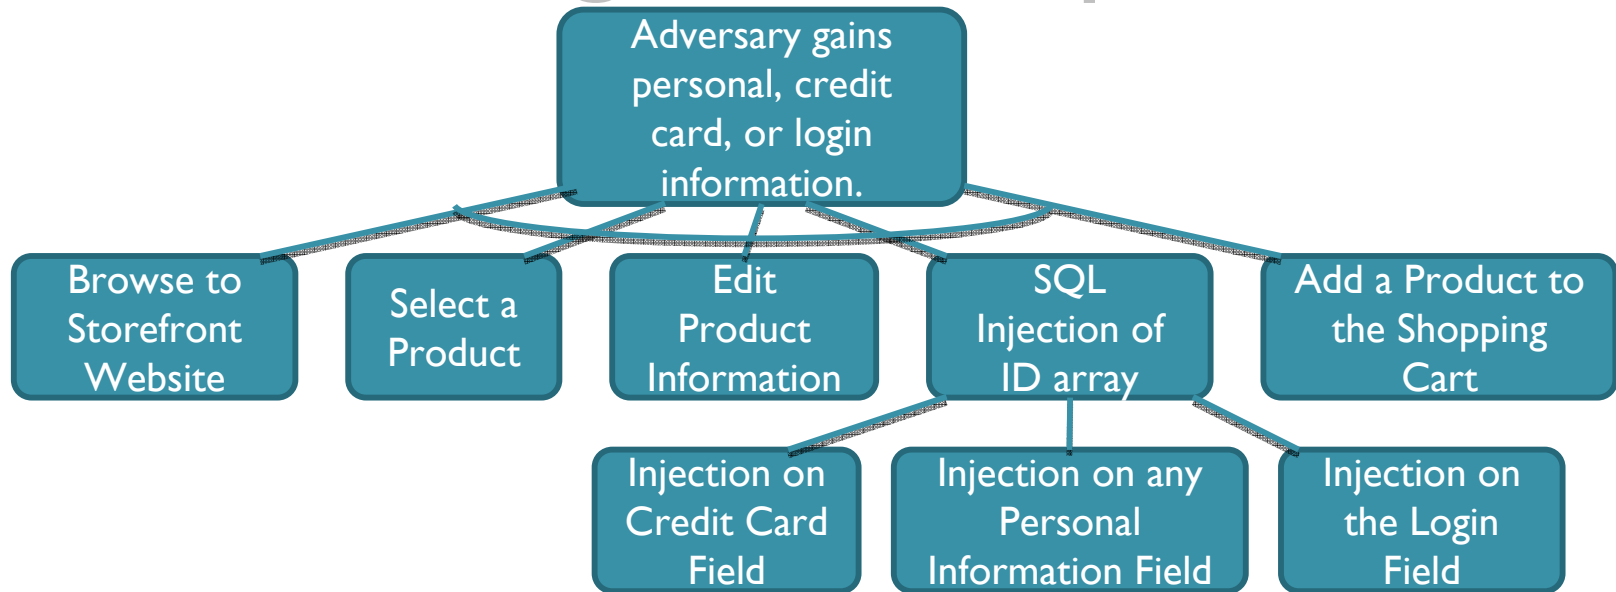 Adversary gains
personal, credit
card, or login
information.
Browse to
Storefront
Website
Select a
Product
Edit
Product
Information
SQL
Injection of
ID array
Add a Product to
the Shopping
Cart
Injection on
Credit Card
Field
Injection on any
Personal
Information Field
Injection on
the Login
Field